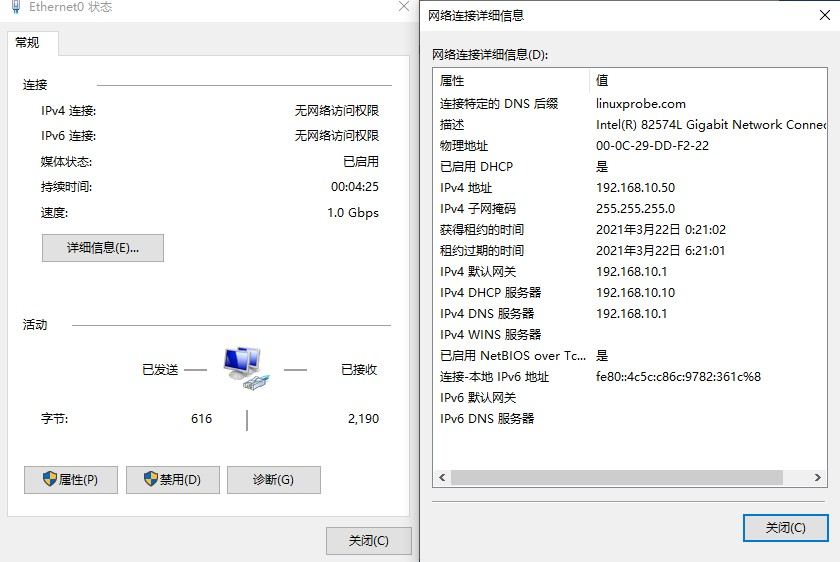 Ethernet0 状态
常规
连接
IPv4 连接: 无网络访问权限
IPv6 连接: 无网络访问权限
媒体状态: 已启用
持续时间: 00:04:25
速度: 1.0 Gbps
详细信息(E)...
活动
已发送 已接收
字节: 616 2,190
属性(P) 禁用(D) 诊断(G)
关闭(C)
网络连接详细信息
网络连接详细信息(D):
属性 值
连接特定的 DNS 后缀 linuxprobe.com
描述 Intel(R) 82574L Gigabit Network Connec
物理地址 00-0C-29-DD-F2-22
已启用 DHCP 是
IPv4 地址 192.168.10.50
IPv4 子网掩码 255.255.255.0
获得租约的时间 2021年3月22日 0:21:02
租约过期的时间 2021年3月22日 6:21:01
IPv4 默认网关 192.168.10.1
IPv4 DHCP 服务器 192.168.10.10
IPv4 DNS 服务器 192.168.10.1
IPv4 WINS 服务器
已启用 NetBIOS over Tc... 是
连接-本地 IPv6 地址 fe80::4c5c:c86c:9782:361c%8
IPv6 默认网关
IPv6 DNS 服务器
关闭(C)